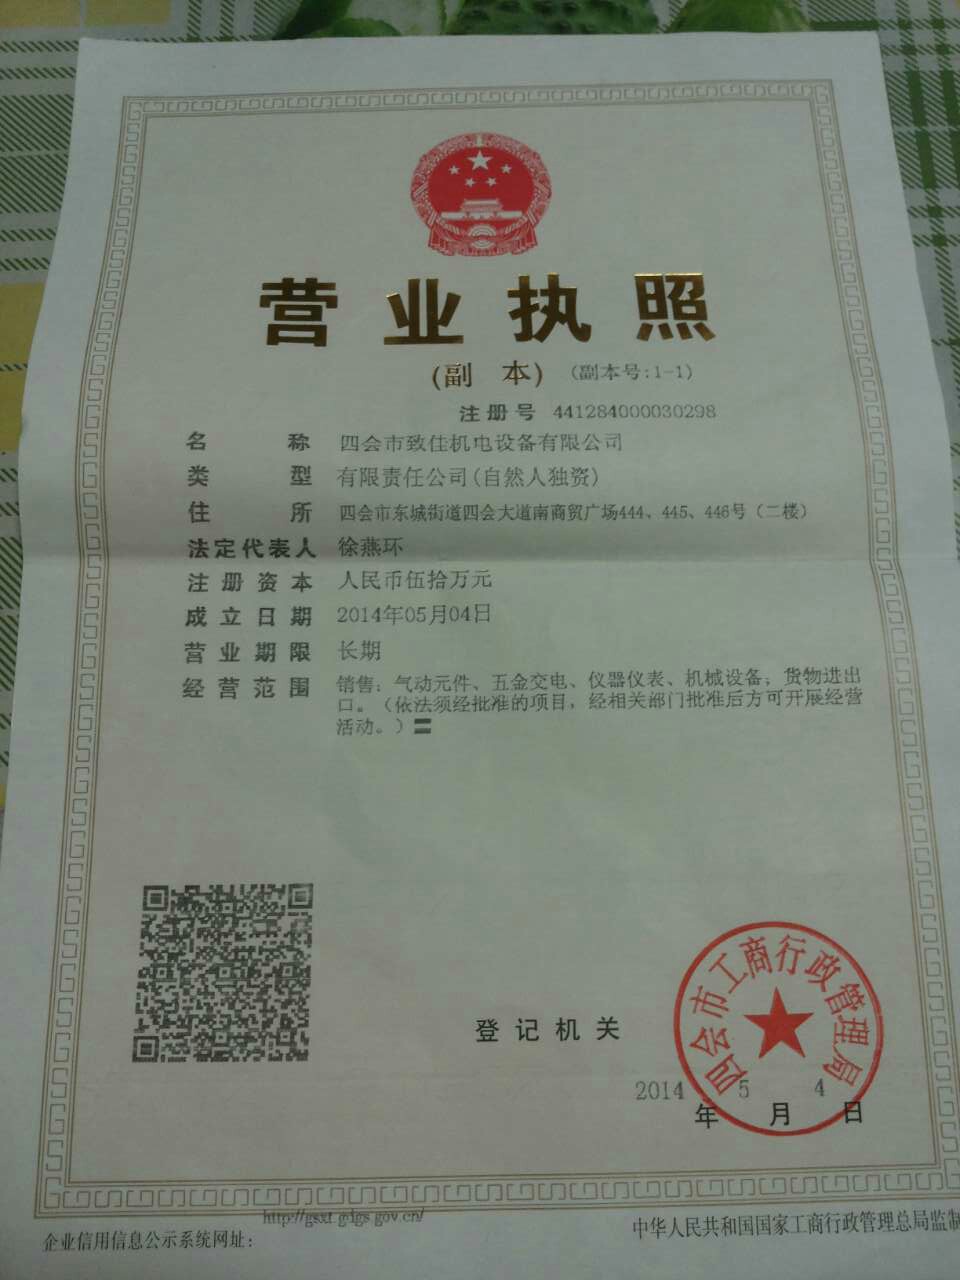 营业执照
(副 本) (副本号:1-1)
注册号 441284000030298
名 称 四会市致佳机电设备有限公司
类 型 有限责任公司(自然人独资)
住 所 四会市东城街道四会大道南商贸广场444、445、446号（二楼）
法定代表人 徐燕环
注册资本 人民币伍拾万元
成立日期 2014年05月04日
营业期限 长期
经营范围 销售：气动元件、五金交电、仪器仪表、机械设备；货物进出
口。（依法须经批准的项目，经相关部门批准后方可开展经营
活动。）〓
四会市工商行政管理局
登记机关
2014 5 4
年 月 日
http://gsxt.gdgs.gov.cn/
企业信用信息公示系统网址：
中华人民共和国国家工商行政管理总局监制